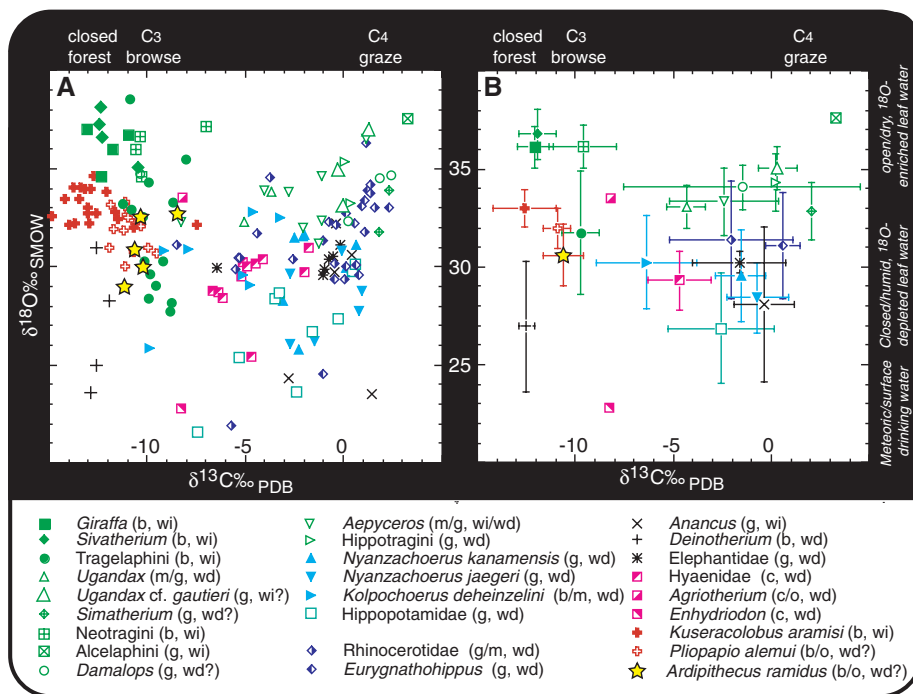 closed
forest
C3
browse
C4
graze
closed
forest
C3
browse
C4
graze
A
B
35
30
25
35
30
25
δ18O‰ SMOW
-10
-5
0
-10
-5
0
δ13C‰ PDB
δ13C‰ PDB
open/dry, 18O-
enriched leaf water
Closed/humid, 18O-
depleted leaf water
Meteoric/surface
drinking water
Giraffa (b, wi)
Sivatherium (b, wi)
Tragelaphini (b, wi)
Ugandax (m/g, wd)
Ugandax cf. gautieri (g, wi?)
Simatherium (g, wd?)
Neotragini (b, wi)
Alcelaphini (g, wi)
Damalops (g, wd?)
Aepyceros (m/g, wi/wd)
Hippotragini (g, wd)
Nyanzachoerus kanamensis (g, wd)
Nyanzachoerus jaegeri (g, wd)
Kolpochoerus deheinzelini (b/m, wd)
Hippopotamidae (g, wd)
Rhinocerotidae (g/m, wd)
Eurygnathohippus (g, wd)
Anancus (g, wi)
Deinotherium (b, wd)
Elephantidae (g, wd)
Hyaenidae (c, wd)
Agriotherium (c/o, wd)
Enhydriodon (c, wd)
Kuseracolobus aramisi (b, wi)
Pliopapio alemui (b/o, wd?)
Ardipithecus ramidus (b/o, wd?)